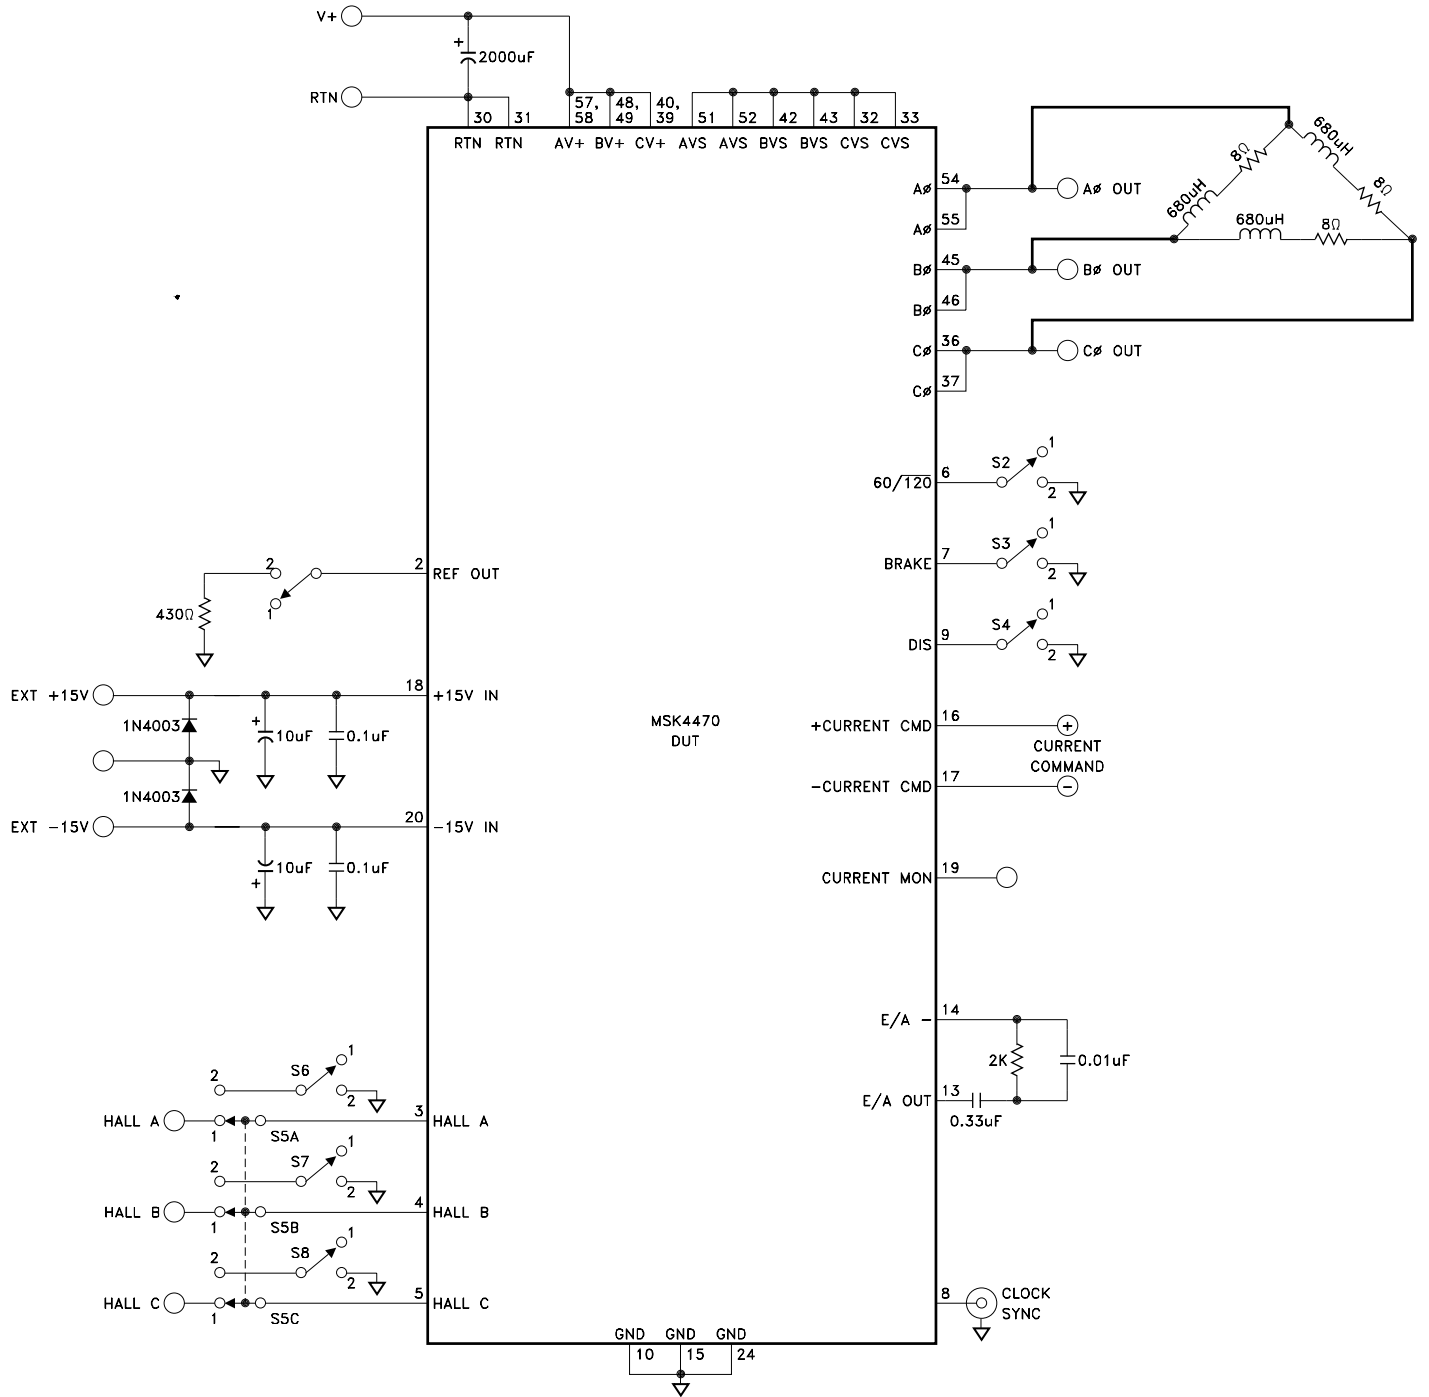 V+
2000uF
RTN
30 31
57, 58
48, 49
40, 39
51 52 42 43 32 33
RTN RTN AV+ BV+ CV+ AVS AVS BVS BVS CVS CVS
AØ 54
AØ 55
BØ 45
BØ 46
CØ 36
CØ 37
AØ OUT
BØ OUT
CØ OUT
680uH 8Ω
680uH 8Ω
680uH 8Ω
60/120 6 S2 1 2
BRAKE 7 S3 1 2
DIS 9 S4 1 2
2 REF OUT
2
1
430Ω
EXT +15V
18 +15V IN
1N4003
+
10uF
0.1uF
1N4003
EXT -15V
20 -15V IN
10uF
+
0.1uF
MSK4470
DUT
+CURRENT CMD 16 +
CURRENT
COMMAND
-CURRENT CMD 17 -
CURRENT MON 19
E/A - 14
2K
0.01uF
E/A OUT 13
0.33uF
2 S6 1 2
HALL A 1 S5A 3 HALL A
2 S7 1 2
HALL B 1 S5B 4 HALL B
2 S8 1 2
HALL C 1 S5C 5 HALL C
8 CLOCK
SYNC
GND GND GND
10 15 24